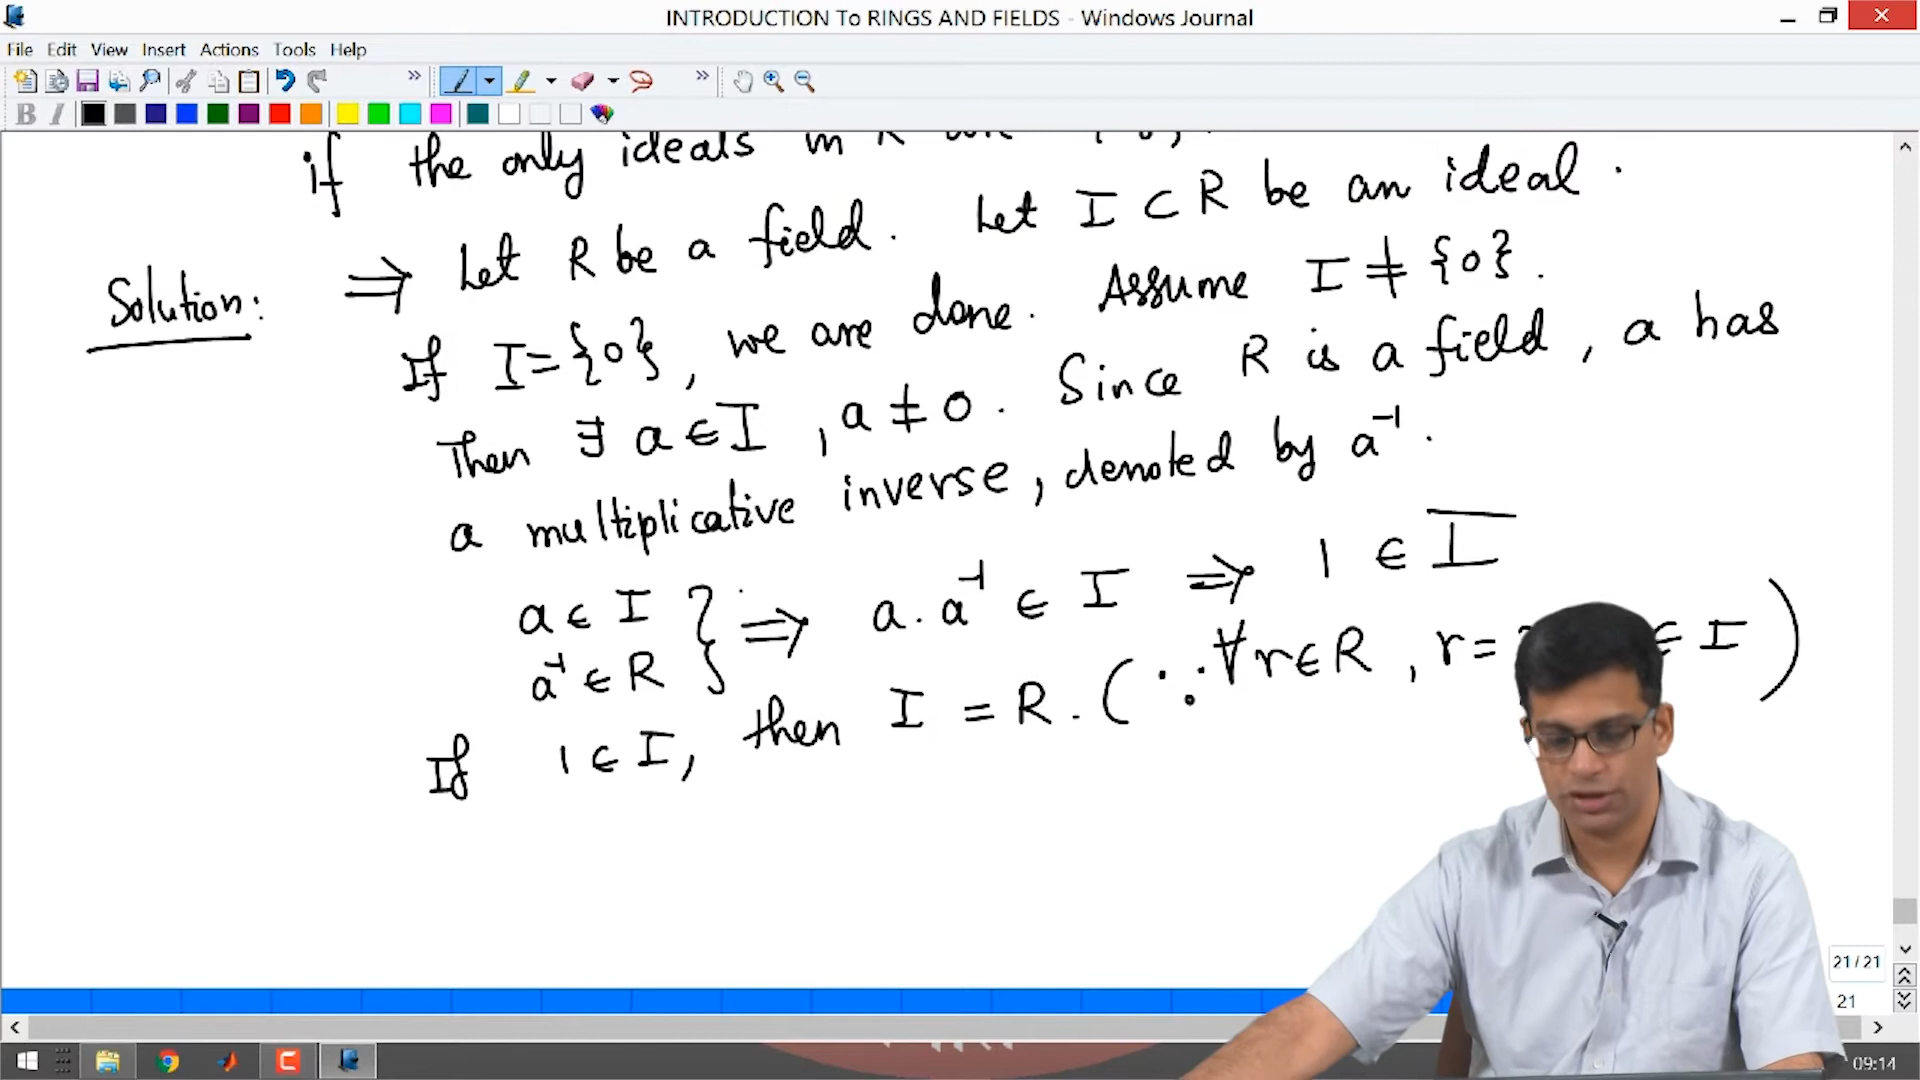 INTRODUCTION To RINGS AND FIELDS - Windows Journal
File Edit View Insert Actions Tools Help
B I
if the only ideals in R are
Solution: ⟹ Let R be a field. Let I ⊂ R be an ideal.
If I = {0}, we are done. Assume I ≠ {0}.
Then ∃ a ∈ I, a ≠ 0. Since R is a field, a has
a multiplicative inverse, denoted by a⁻¹.
a ∈ I
a⁻¹ ∈ R } ⟹ a.a⁻¹ ∈ I ⟹ 1 ∈ I
If 1 ∈ I, then I = R. (∵ ∀ r ∈ R, r = ∈ I)
21 / 21
21
09:14